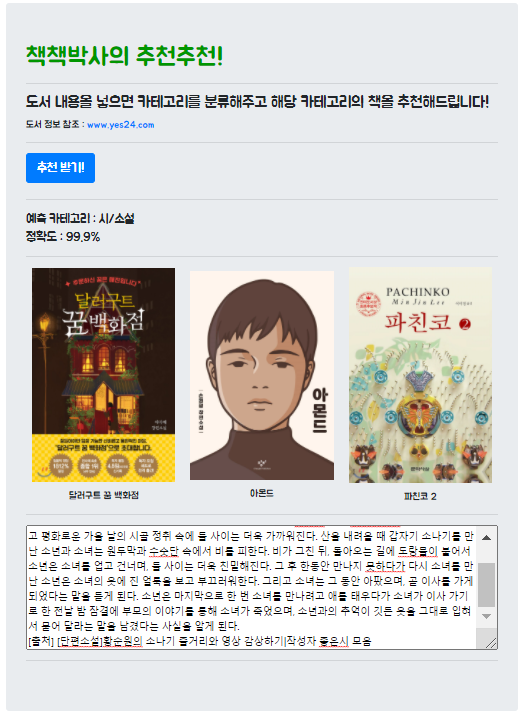 책책박사의 추천추천!
도서 내용을 넣으면 카테고리를 분류해주고 해당 카테고리의 책을 추천해드립니다!
도서 정보 참조 : www.yes24.com
추천 받기!
예측 카테고리 : 시/소설
정확도 : 99.9%
달러구트
꿈 백화점
"달러구트 꿈 백화점"으로 초대합니다.
아몬드
PACHINKO
Min Jin Lee
파친코 2
달러구트 꿈 백화점
아몬드
파친코 2
고 평화로운 가을 날의 시골 정취 속에 둘 사이는 더욱 가까워진다. 산을 내려올 때 갑자기 소나기를 만
난 소년과 소녀는 원두막과 수숫단 속에서 비를 피한다. 비가 그친 뒤, 돌아오는 길에 도랑물이 불어서
소년은 소녀를 업고 건너며, 둘 사이는 더욱 친밀해진다. 그 후 한동안 만나지 못하다가 다시 소녀를 만
난 소년은 소녀의 옷에 진 얼룩을 보고 부끄러워한다. 그리고 소녀는 그 동안 아팠으며, 곧 이사를 가게
되었다는 말을 듣게 된다. 소년은 마지막으로 한 번 소녀를 만나려고 애를 태우다가 소녀가 이사 가기
로 한 전날 밤 잠결에 부모의 이야기를 통해 소녀가 죽었으며, 소년과의 추억이 깃든 옷을 그대로 입혀
서 묻어 달라는 말을 남겼다는 사실을 알게 된다.
[출처] [단편소설]황순원의 소나기 줄거리와 영상 감상하기|작성자 좋은시 모음